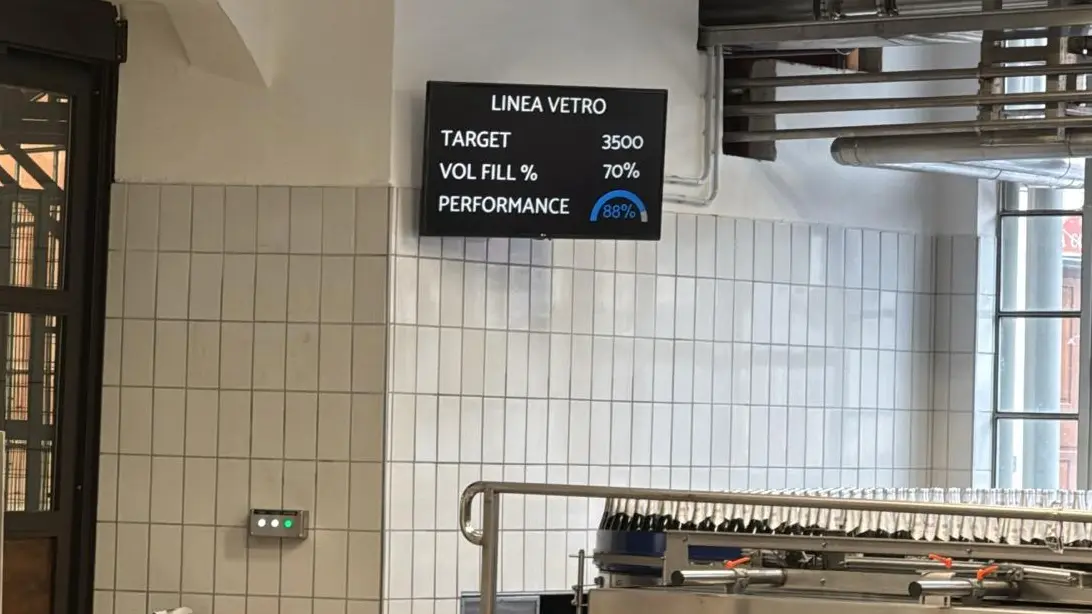 LINEA VETRO
TARGET 3500
VOL FILL % 70%
PERFORMANCE 88%